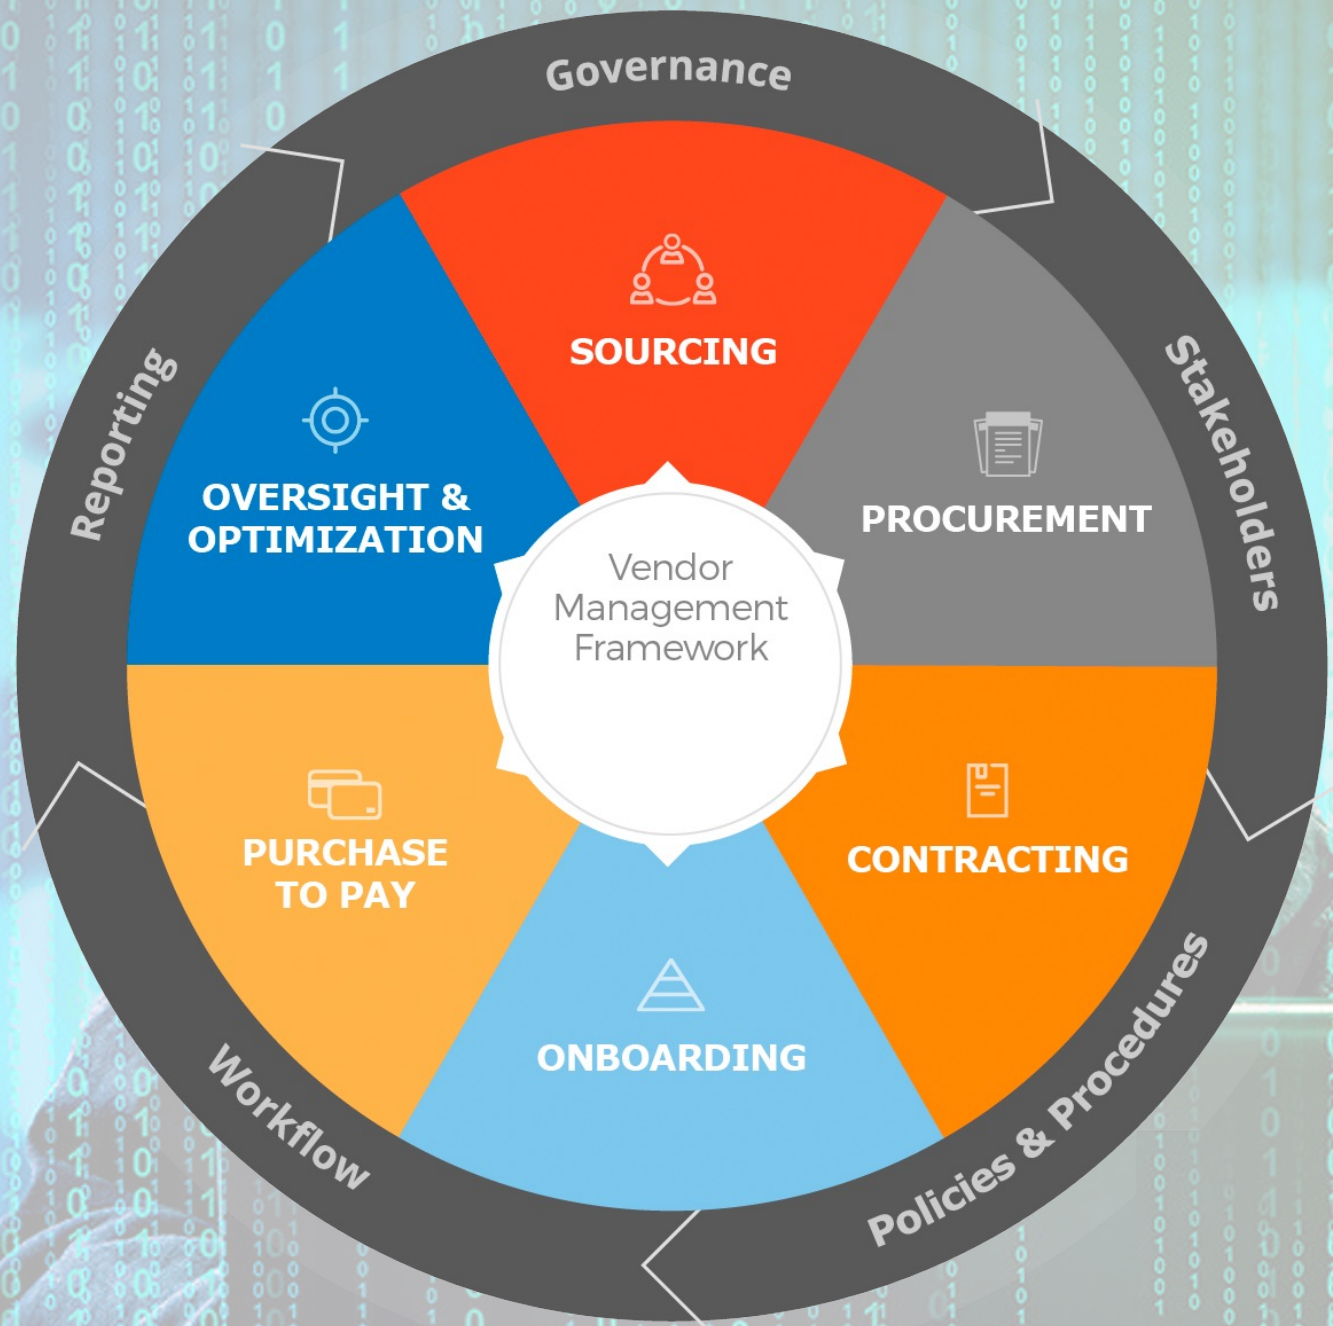 Governance
Stakeholders
Policies & Procedures
Workflow
Reporting
SOURCING
PROCUREMENT
CONTRACTING
ONBOARDING
PURCHASE
TO PAY
OVERSIGHT &
OPTIMIZATION
Vendor
Management
Framework